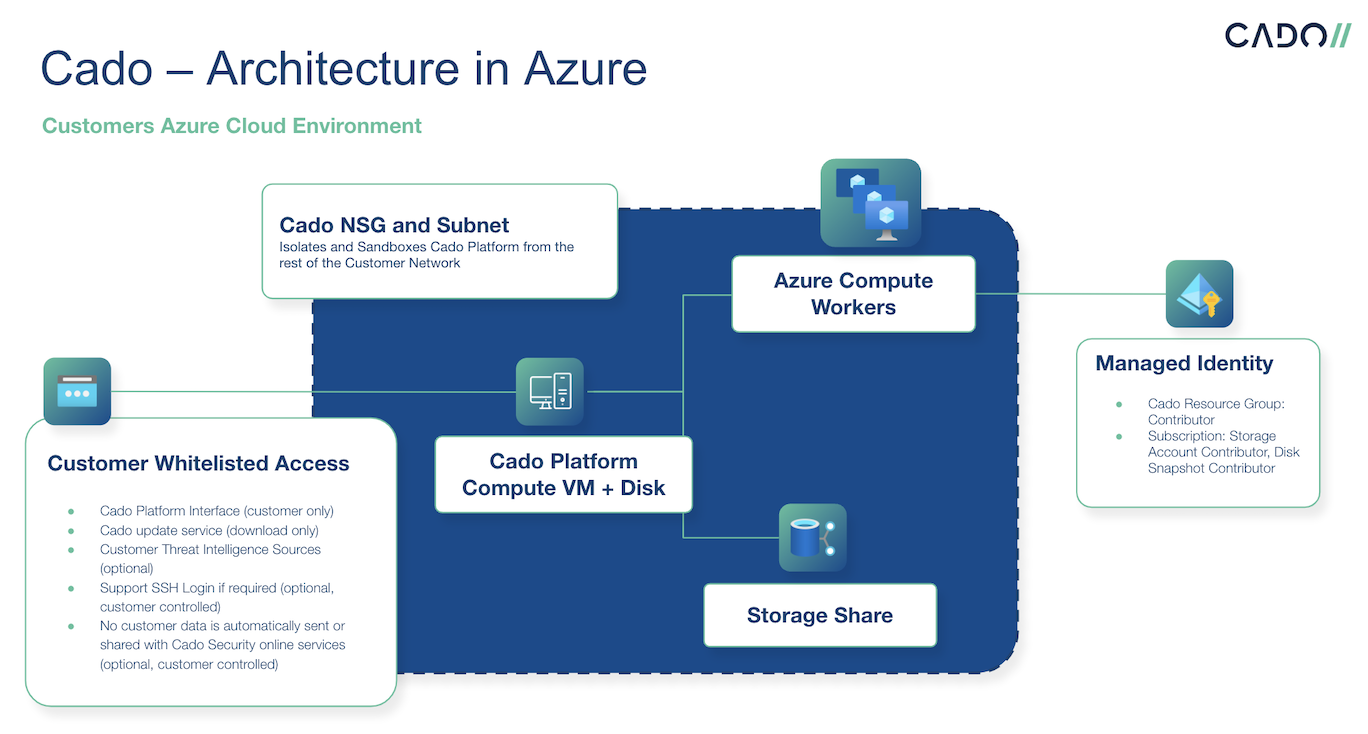 CADO//
Cado – Architecture in Azure
Customers Azure Cloud Environment
Cado NSG and Subnet
Isolates and Sandboxes Cado Platform from the
rest of the Customer Network
Azure Compute
Workers
Managed Identity
Cado Resource Group:
Contributor
Subscription: Storage
Account Contributor, Disk
Snapshot Contributor
Customer Whitelisted Access
Cado Platform Interface (customer only)
Cado update service (download only)
Customer Threat Intelligence Sources
(optional)
Support SSH Login if required (optional,
customer controlled)
No customer data is automatically sent or
shared with Cado Security online services
(optional, customer controlled)
Cado Platform
Compute VM + Disk
Storage Share